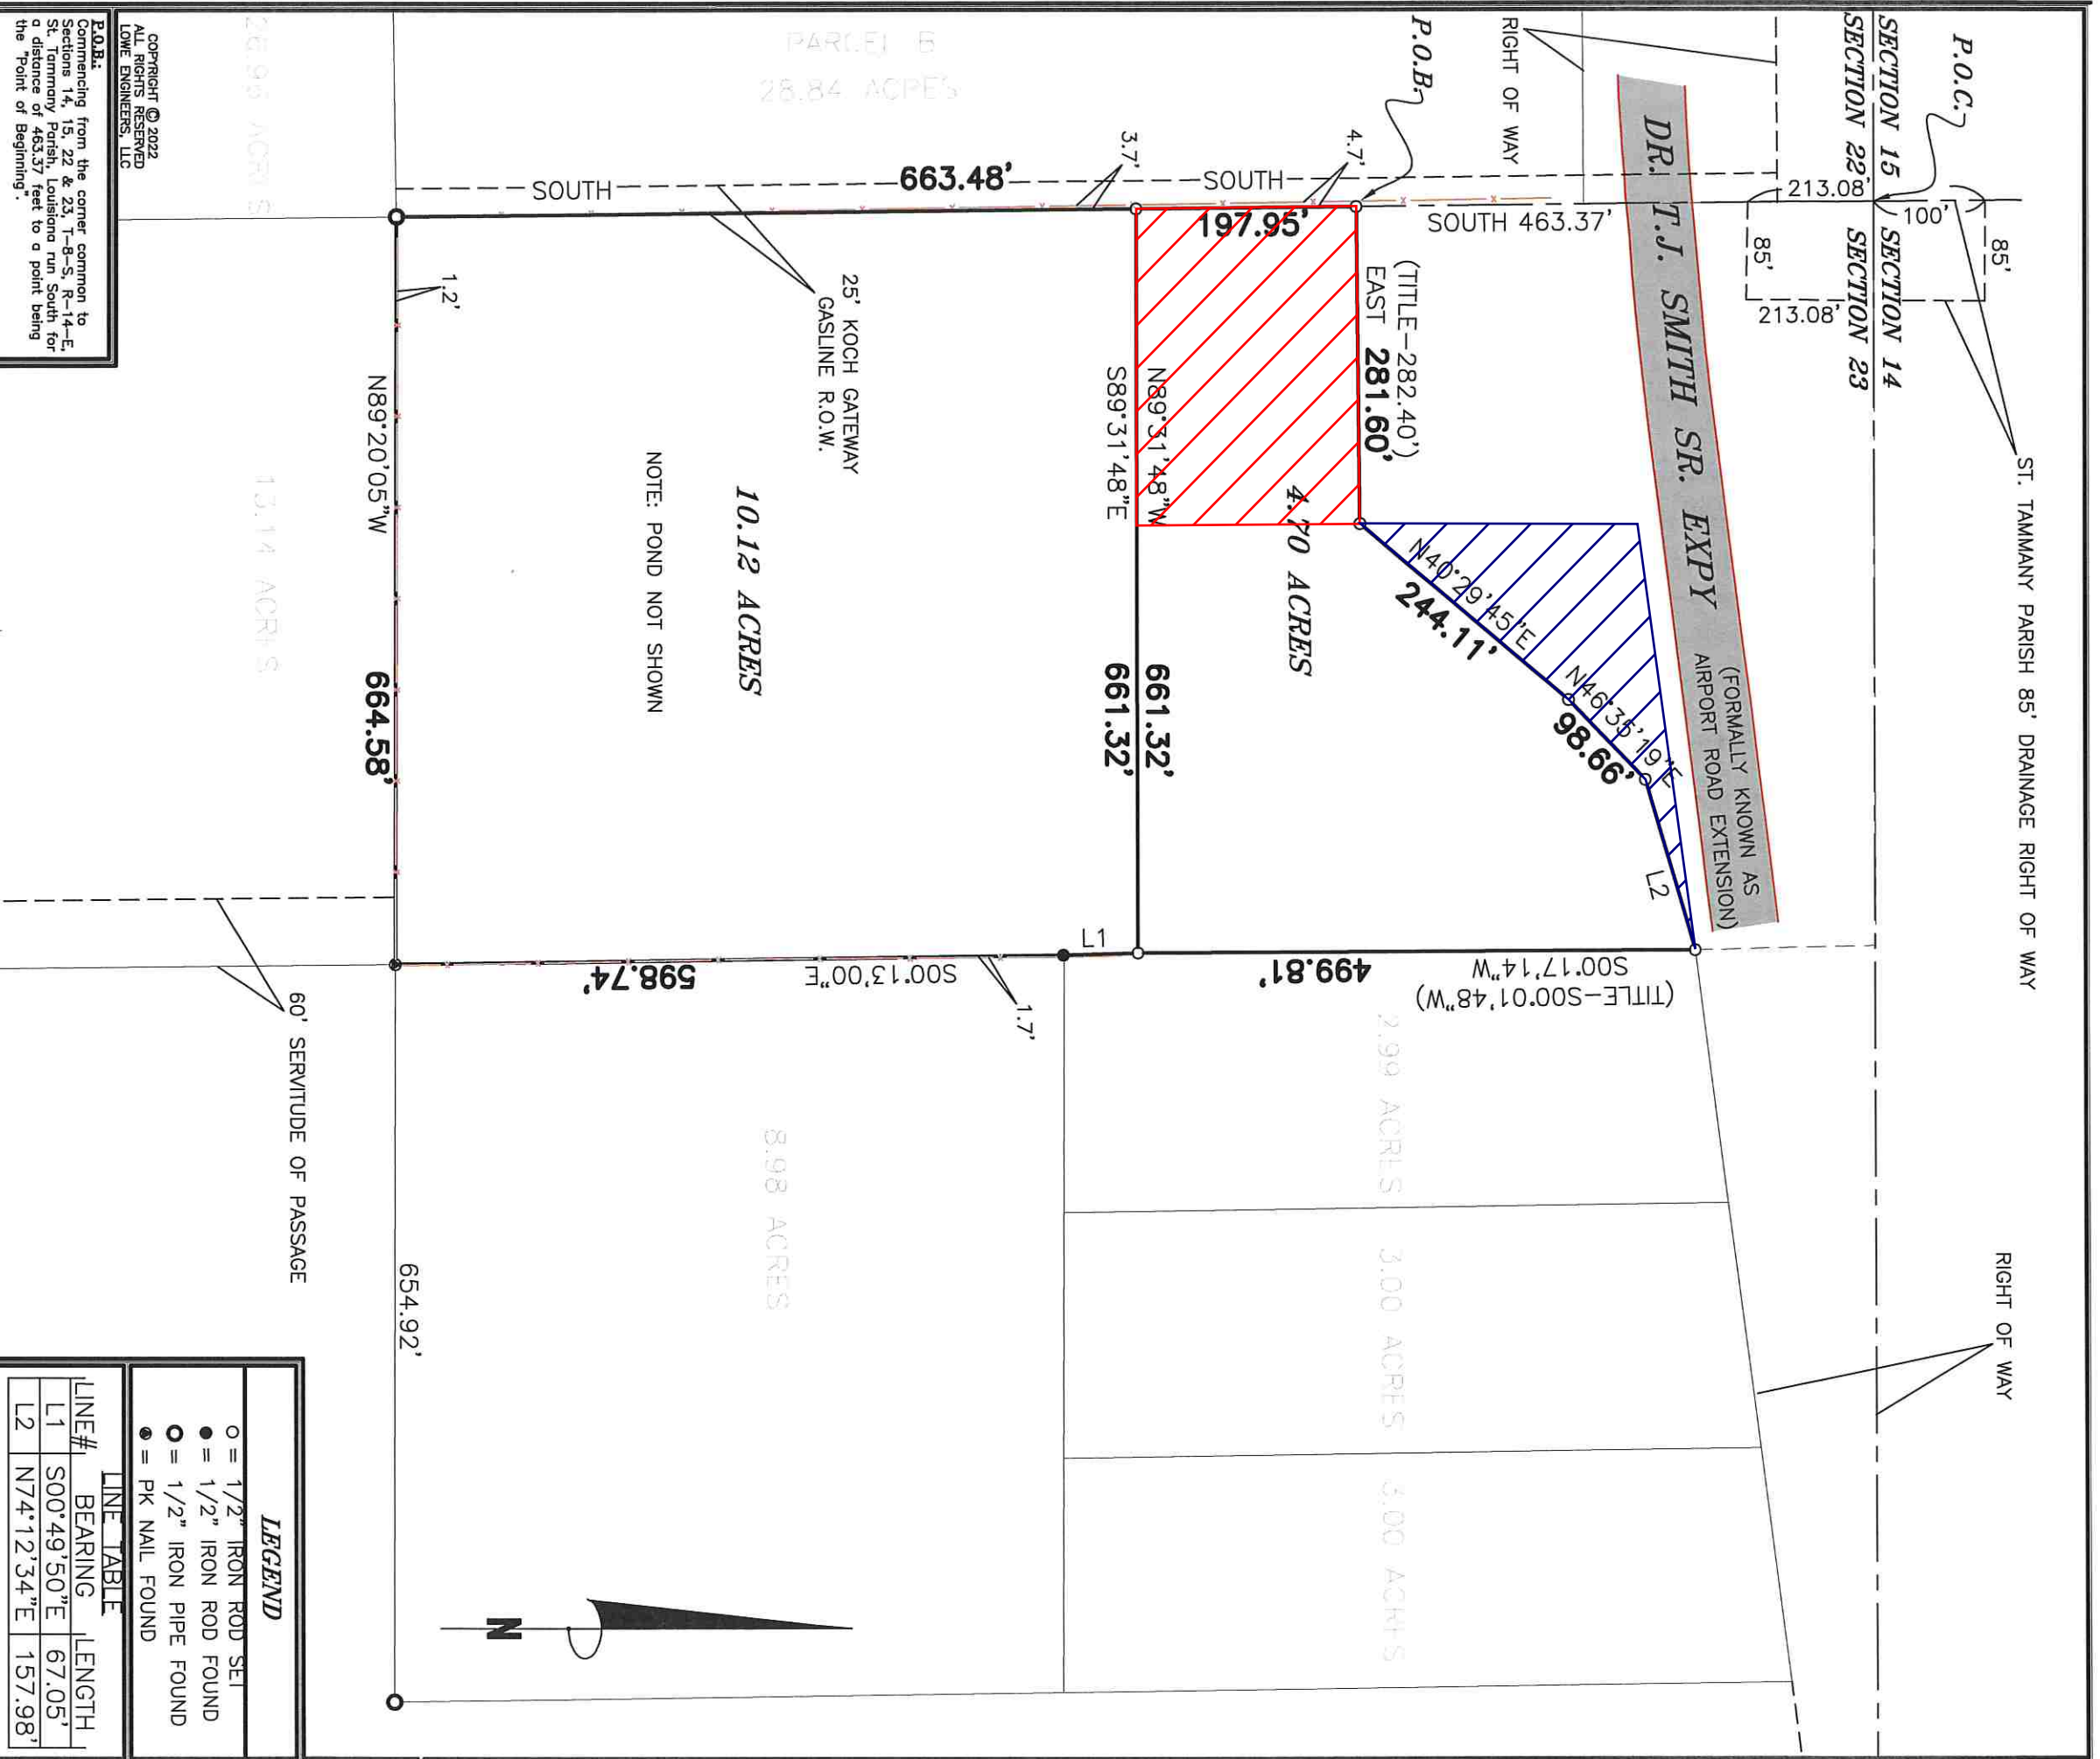 P.O.C.
SECTION 15
SECTION 14
SECTION 22
SECTION 23
ST. TAMMANY PARISH 85' DRAINAGE RIGHT OF WAY
RIGHT OF WAY
85'
100'
213.08'
213.08'
85'
RIGHT OF WAY
DR. T.J. SMITH SR. EXPY
(FORMALLY KNOWN AS
AIRPORT ROAD EXTENSION)
P.O.B.
SOUTH 463.37'
4.7'
3.7'
(TITLE-282.40')
EAST 281.60'
N40°29'45"E
244.11'
N46°35'19"E
98.66'
L2
(TITLE-S00°01'48"W)
S00°17'14"W
499.81'
SOUTH
197.95'
4.70 ACRES
N89°31'48"W
661.32'
S89°31'48"E
661.32'
L1
2.99 ACRES
3.00 ACRES
3.00 ACRES
PARCEL B
28.84 ACRES
663.48'
SOUTH
25' KOCH GATEWAY
GASLINE R.O.W.
10.12 ACRES
NOTE: POND NOT SHOWN
S00°13'00"E
598.74'
1.7'
8.98 ACRES
1.2'
N89°20'05"W
664.58'
654.92'
13.14 ACRES
60' SERVITUDE OF PASSAGE
N
COPYRIGHT © 2022
ALL RIGHTS RESERVED
LOWE ENGINEERS, LLC
P.O.B.:
Commencing from the corner common to
Sections 14, 15, 22 & 23, T-8-S, R-14-E,
St. Tammany Parish, Louisiana run South for
a distance of 463.37 feet to a point being
the "Point of Beginning".
LEGEND
○ = 1/2" IRON ROD SET
● = 1/2" IRON ROD FOUND
O = 1/2" IRON PIPE FOUND
= PK NAIL FOUND
LINE TABLE
LINE# BEARING LENGTH
L1 S00°49'50"E 67.05'
L2 N74°12'34"E 157.98'